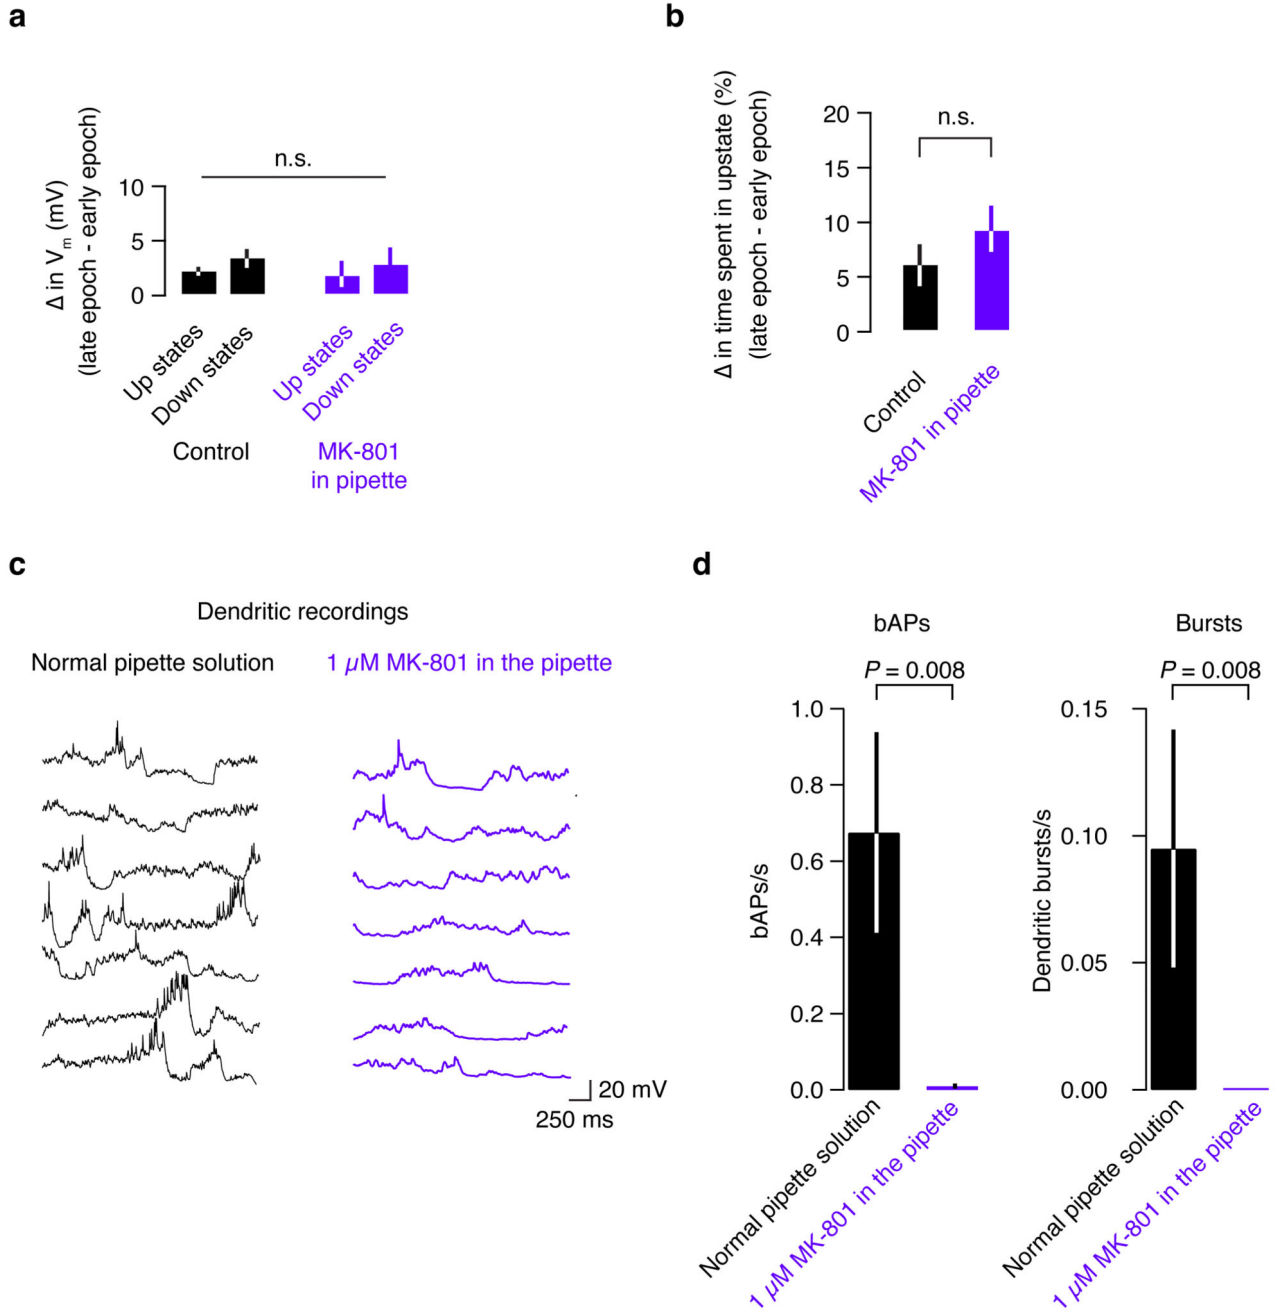 a
Δ in Vm (mV)
(late epoch - early epoch)
n.s.
10
5
0
Up states
Down states
Up states
Down states
Control
MK-801
in pipette
b
Δ in time spent in upstate (%)
(late epoch - early epoch)
n.s.
20
15
10
5
0
Control
MK-801 in pipette
c
Dendritic recordings
Normal pipette solution
1 µM MK-801 in the pipette
20 mV
250 ms
d
bAPs
P = 0.008
bAPs/s
1.0
0.8
0.6
0.4
0.2
0.0
Normal pipette solution
1 µM MK-801 in the pipette
Bursts
P = 0.008
Dendritic bursts/s
0.15
0.10
0.05
0.00
Normal pipette solution
1 µM MK-801 in the pipette